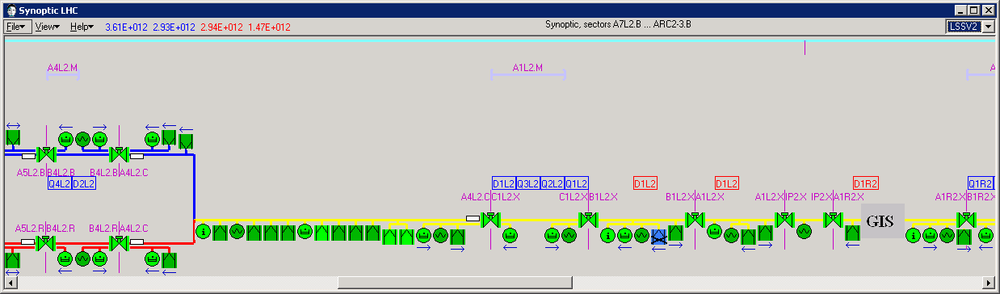 Synoptic LHC
File View Help 3.61E+012 2.93E+012 2.94E+012 1.47E+012 Synoptic, sectors A7L2.B ... ARC2-3.B LSSV2
A4L2.M A1L2.M A
A5L2.B B4L2.B B4L2.B A4L2.C
Q4L2 D2L2 D1L2 Q3L2 Q2L2 Q1L2 D1L2 D1L2 D1R2 Q1R2
A4L2.C C1L2.X C1L2.X B1L2.X B1L2.X A1L2.X A1L2.X IP2.X IP2.X A1R2.X A1R2.X B1R2.X
A5L2.R B4L2.R B4L2.R A4L2.C
GIS